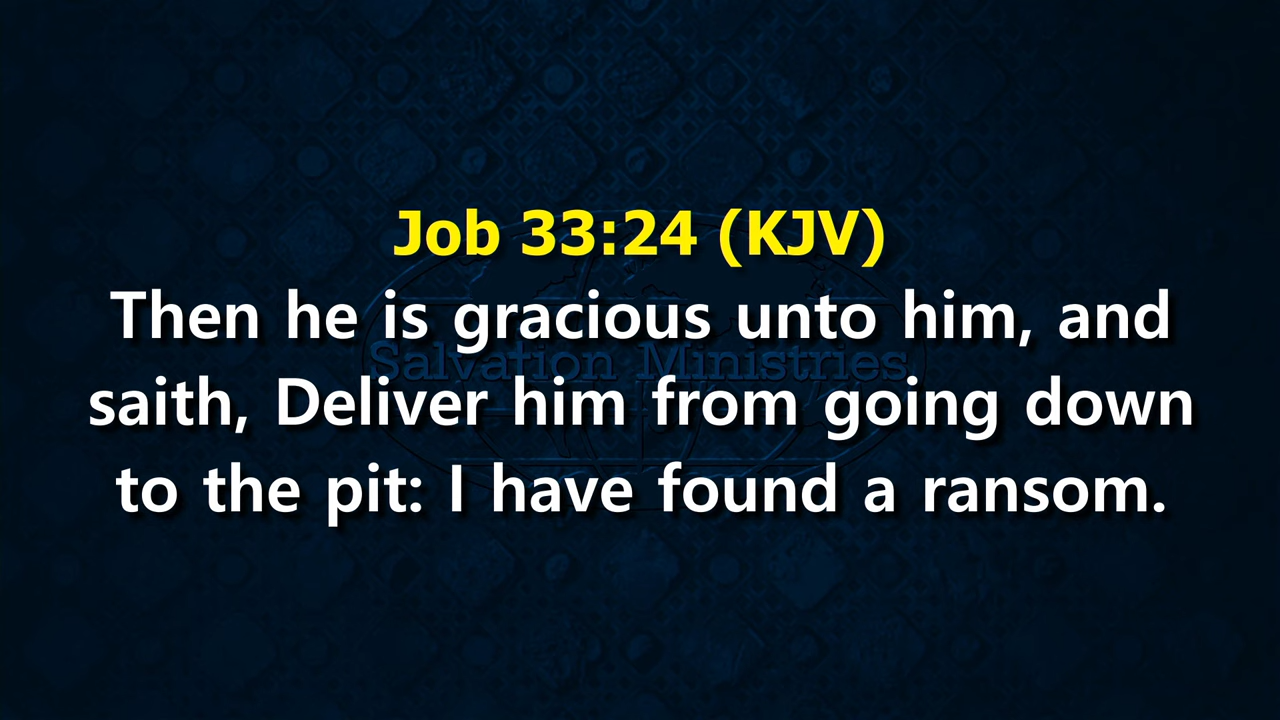 Job 33:24 (KJV)
Then he is gracious unto him, and
Salvation Ministries
saith, Deliver him from going down
to the pit: I have found a ransom.